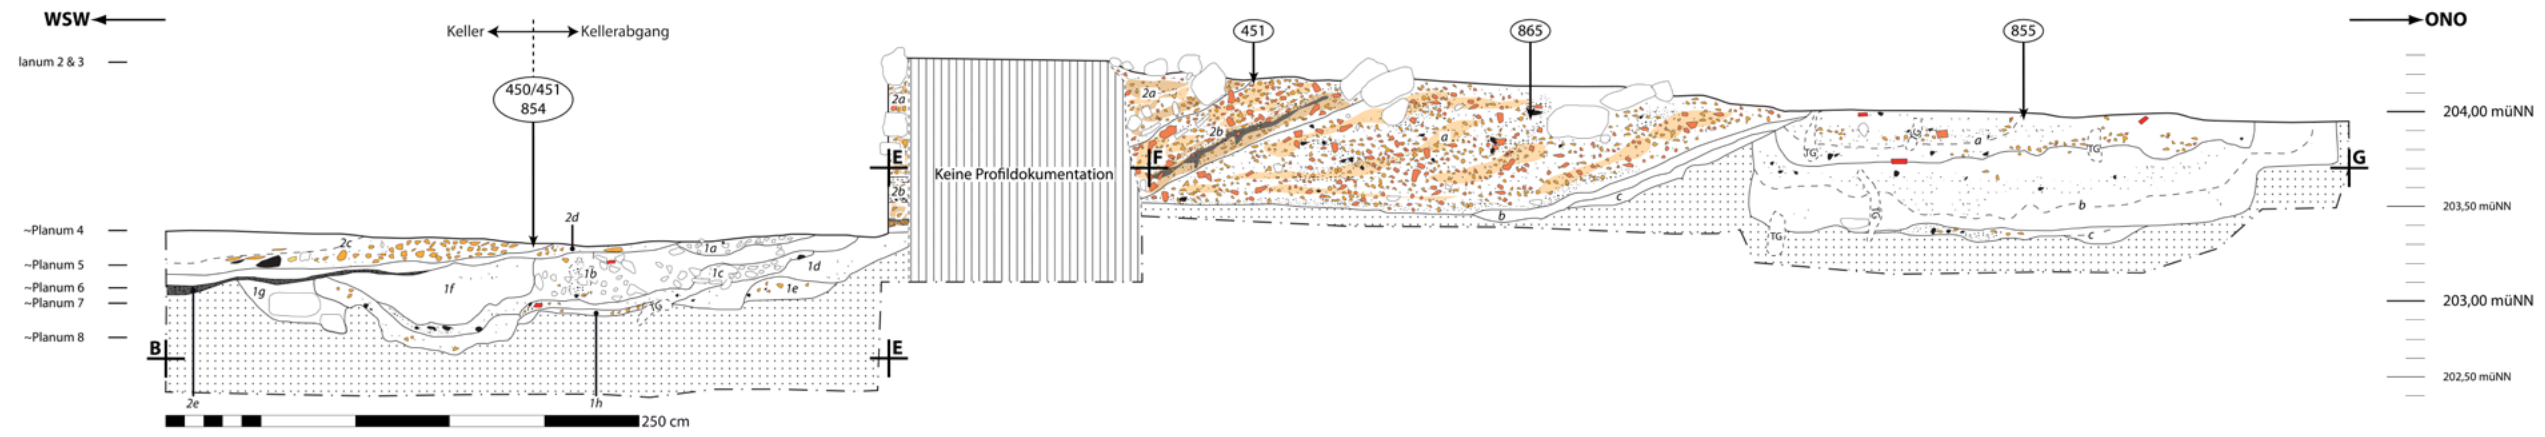 WSW
ONO
Keller
Kellerabgang
451
865
855
lanum 2 & 3
450/451
854
2a
2a
204,00 müNN
TG
2b
a
a
TG
TG
E
F
G
Keine Profildokumentation
2b
c
b
b
203,50 müNN
TG
TG
c
~Planum 4
2d
2c
1a
~Planum 5
1b
1c
1d
~Planum 6
1g
1f
1e
~Planum 7
TG
203,00 müNN
~Planum 8
B
E
2e
1h
202,50 müNN
250 cm